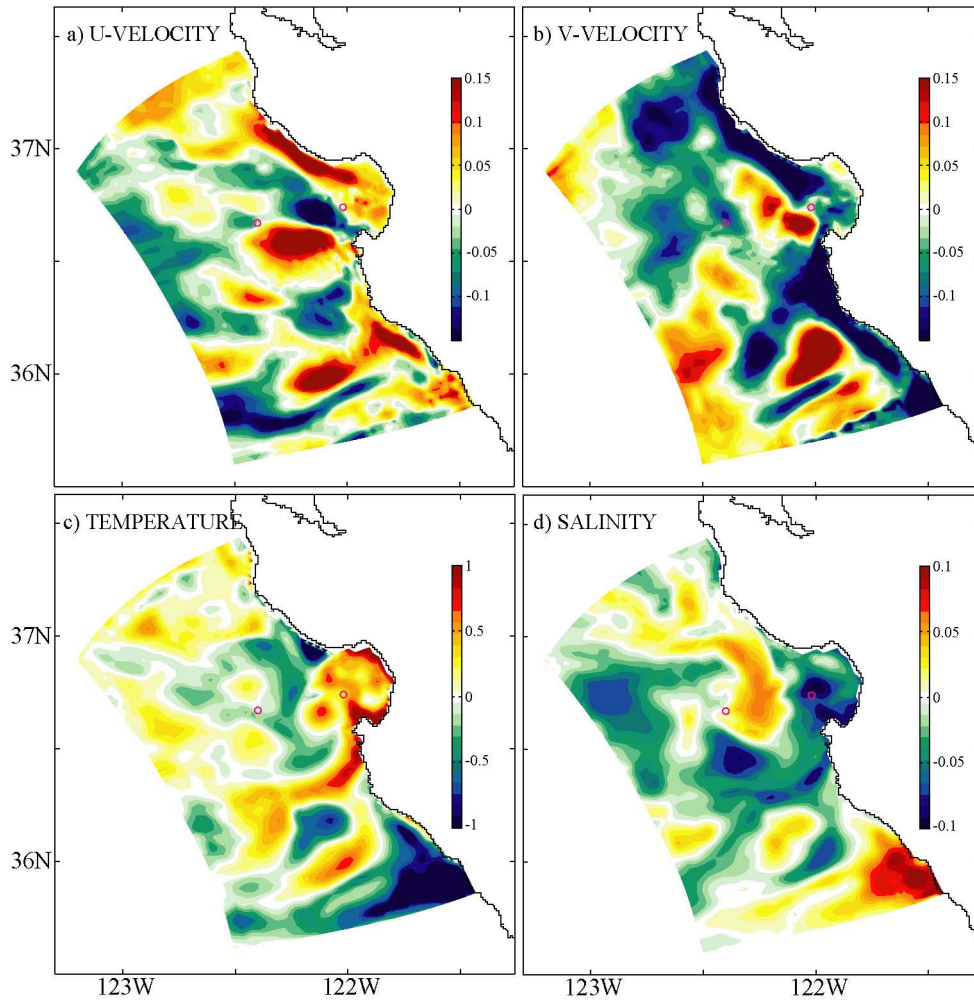 a) U-VELOCITY
b) V-VELOCITY
0.15
0.1
0.05
0
-0.05
-0.1
0.15
0.1
0.05
0
-0.05
-0.1
37N
36N
c) TEMPERATURE
d) SALINITY
1
0.5
0
-0.5
-1
0.1
0.05
0
-0.05
-0.1
37N
36N
123W
122W
123W
122W